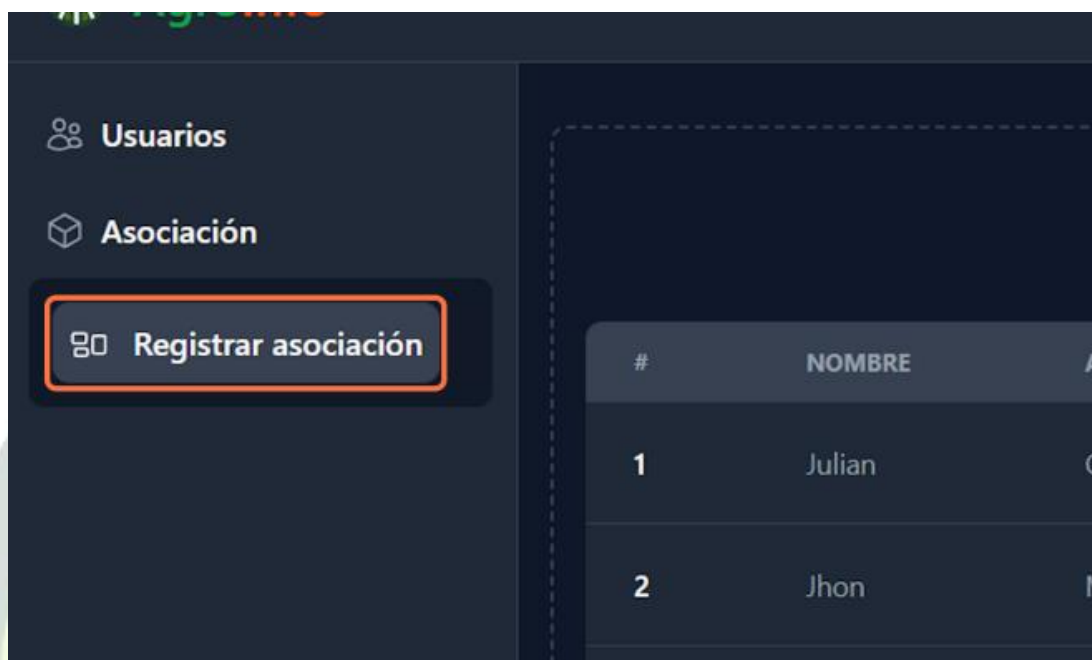 Usuarios
Asociación
Registrar asociación
# NOMBRE
1 Julian
2 Jhon